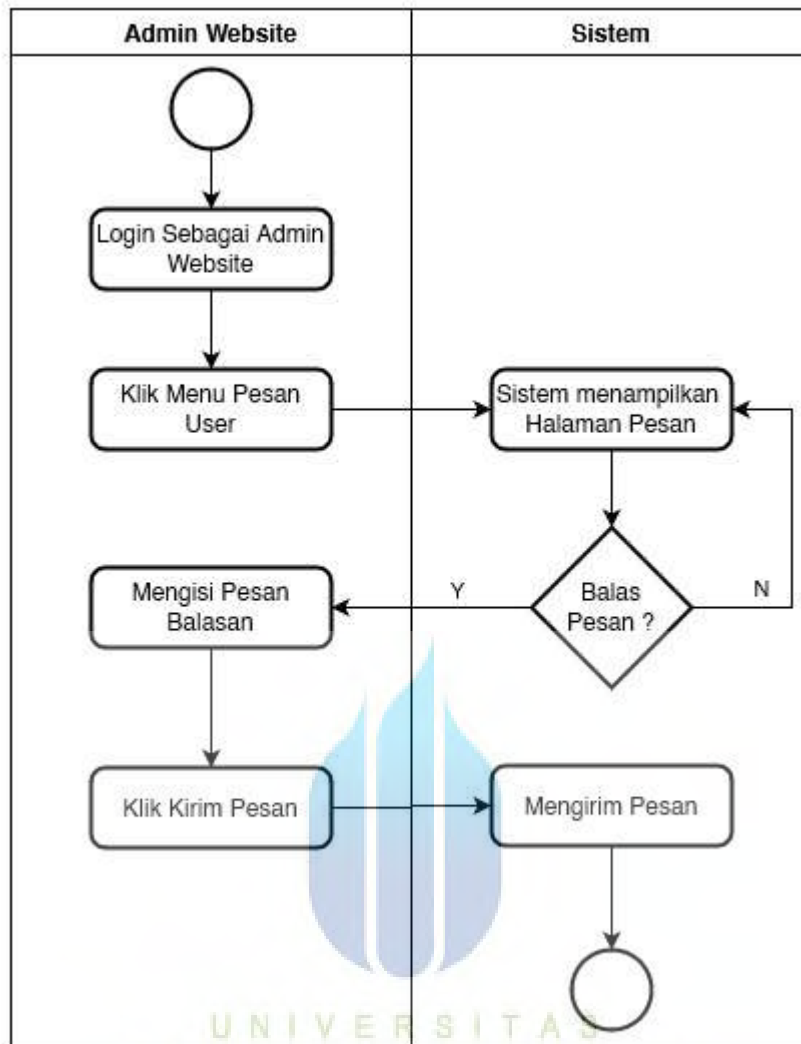 Admin Website
Sistem
Login Sebagai Admin
Website
Klik Menu Pesan
User
Sistem menampilkan
Halaman Pesan
Balas
Pesan ?
Y
N
Mengisi Pesan
Balasan
Klik Kirim Pesan
Mengirim Pesan
UNIVERSITAS